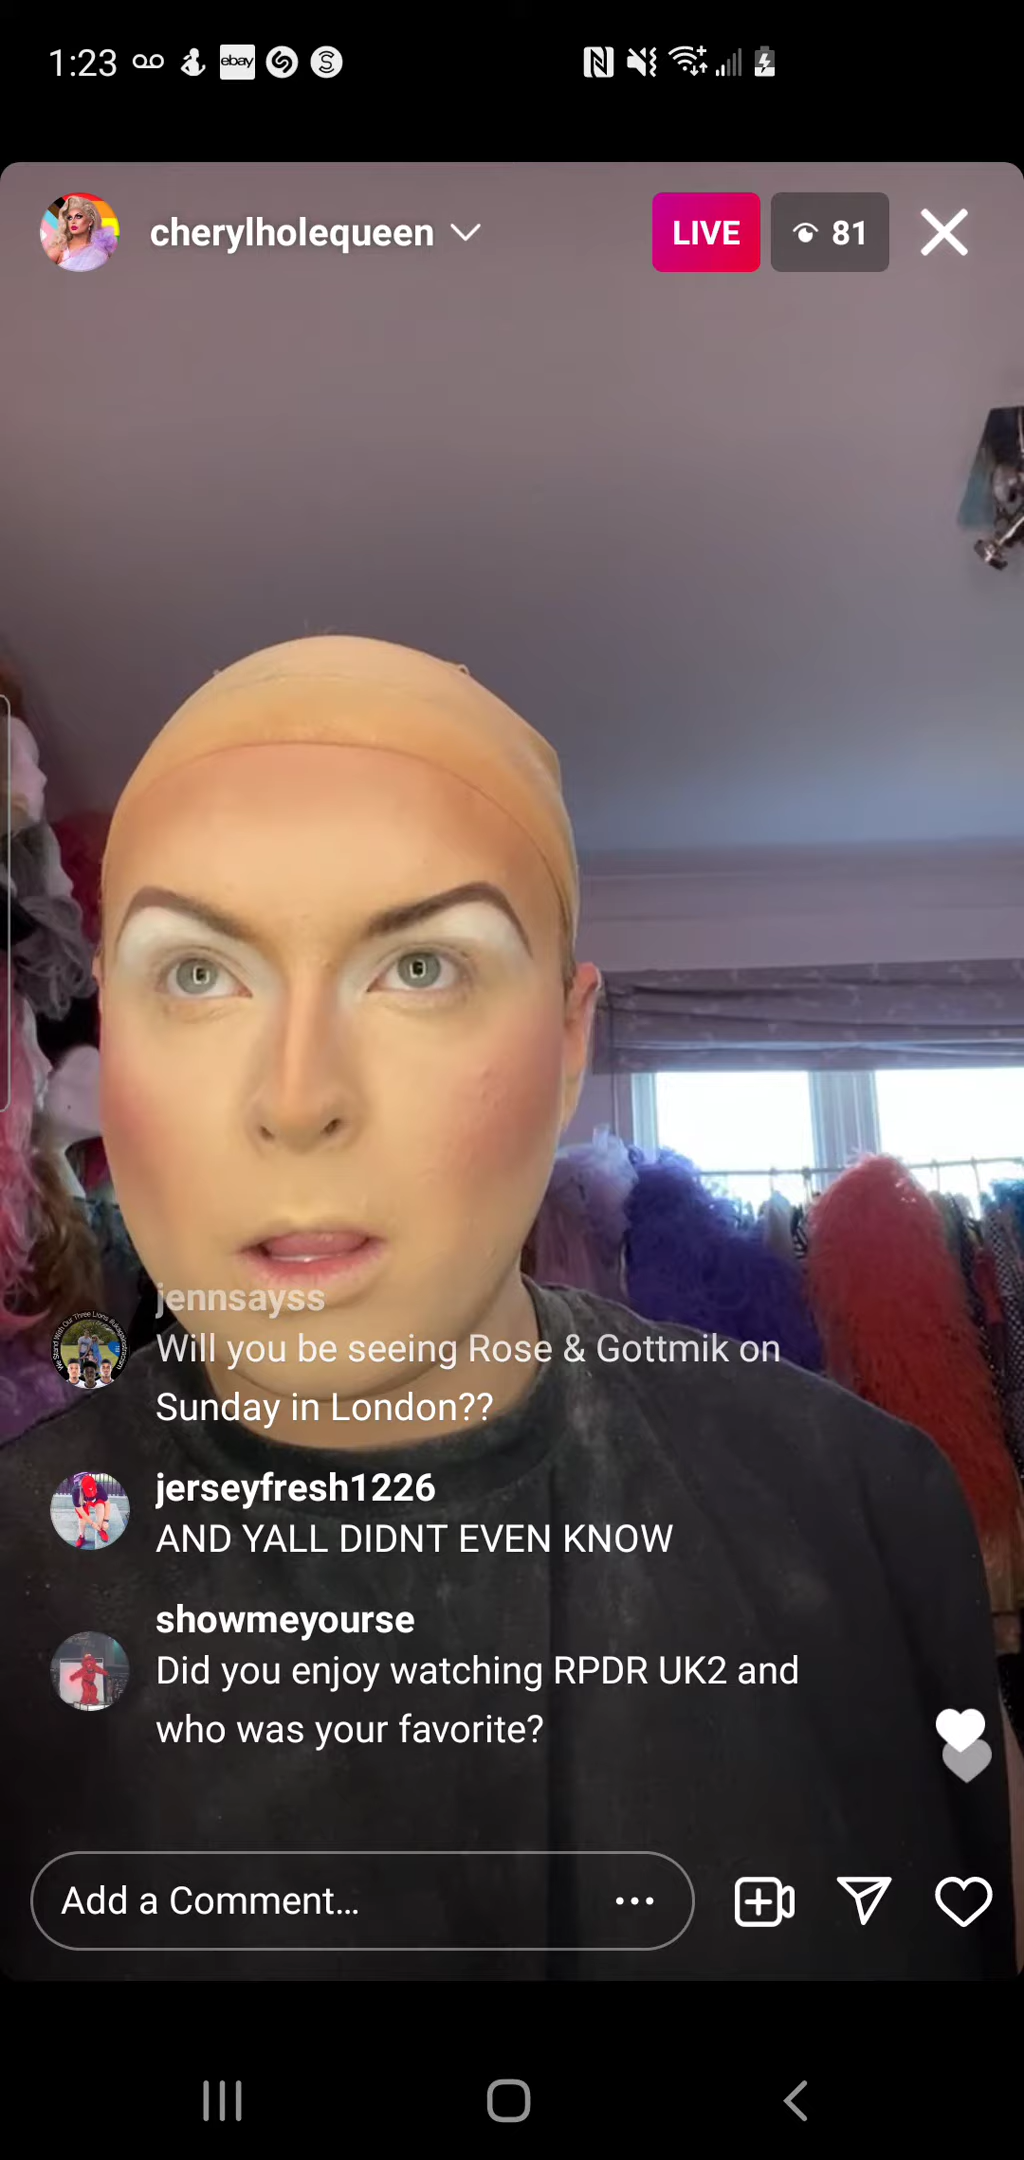 1:23
ebay
cherylholequeen
LIVE
81
jennsayss
Will you be seeing Rose & Gottmik on
Sunday in London??
jerseyfresh1226
AND YALL DIDNT EVEN KNOW
showmeyourse
Did you enjoy watching RPDR UK2 and
who was your favorite?
Add a Comment...